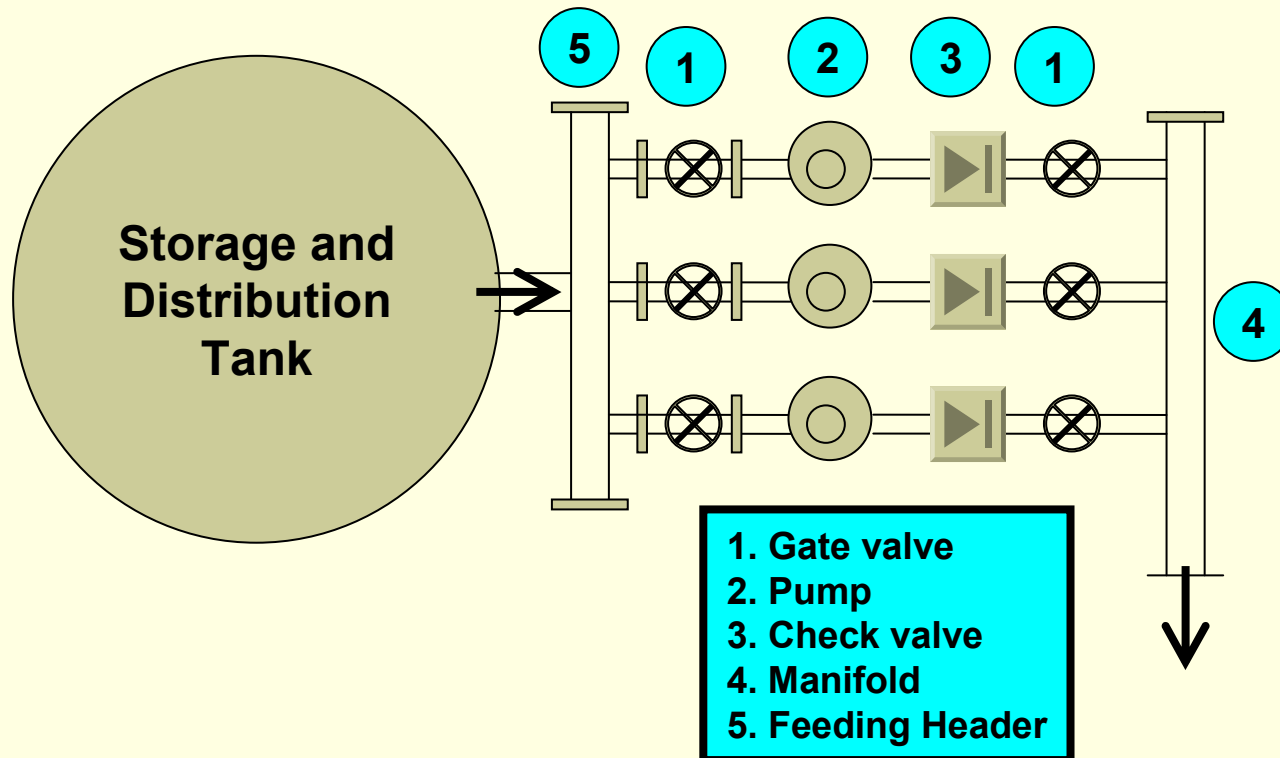 5
1
2
3
1
Storage and
Distribution
Tank
4
1. Gate valve
2. Pump
3. Check valve
4. Manifold
5. Feeding Header